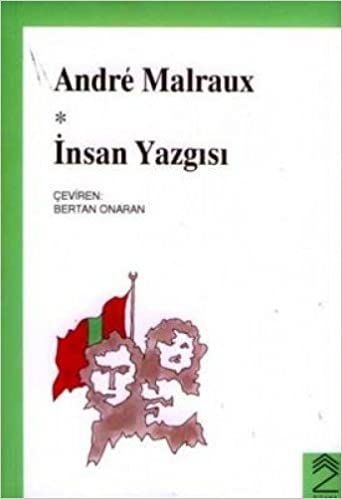 André Malraux
*
İnsan Yazgısı
ÇEVİREN:
BERTAN ONARAN